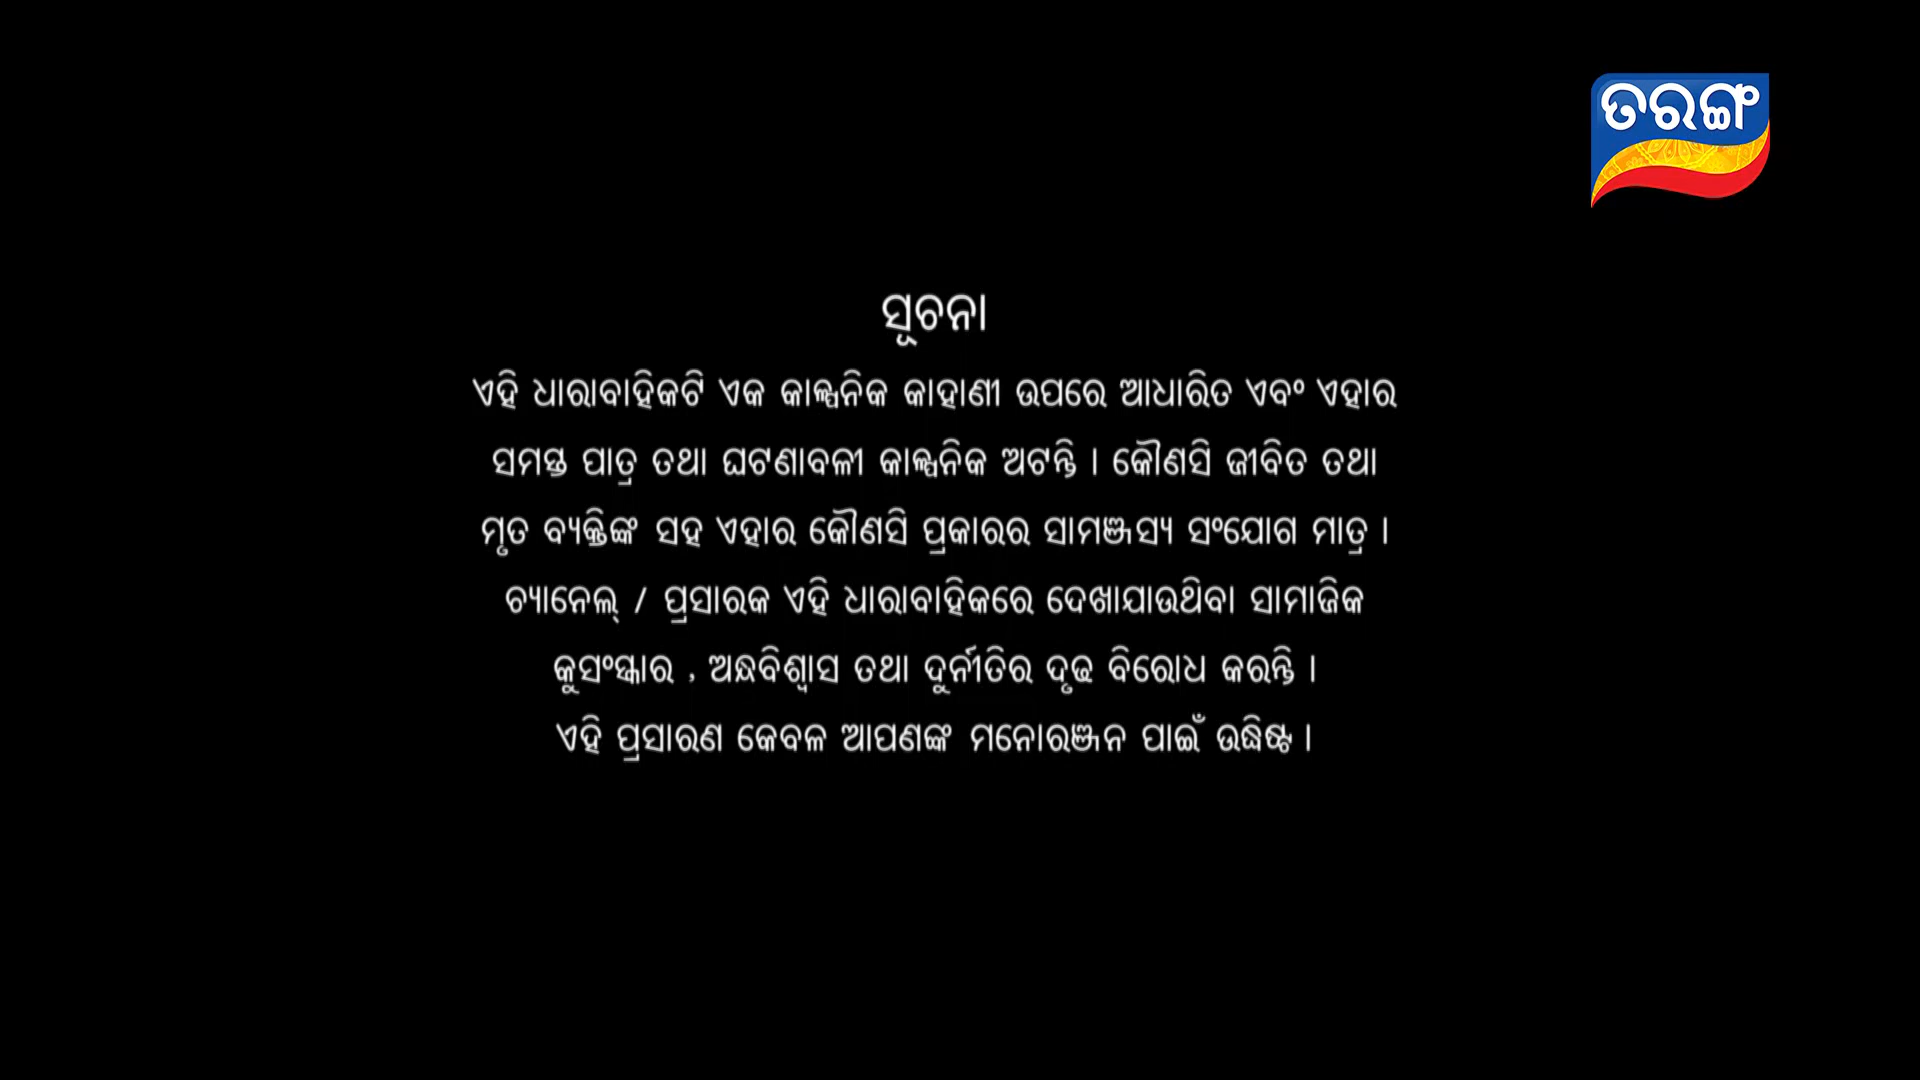 ତରଙ୍ଗ
ସୂଚନା
ଏହି ଧାରାବାହିକଟି ଏକ କାଳ୍ପନିକ କାହାଣୀ ଉପରେ ଆଧାରିତ ଏବଂ ଏହାର
ସମସ୍ତ ପାତ୍ର ତଥା ଘଟଣାବଳୀ କାଳ୍ପନିକ ଅଟନ୍ତି । କୌଣସି ଜୀବିତ ତଥା
ମୃତ ବ୍ୟକ୍ତିଙ୍କ ସହ ଏହାର କୌଣସି ପ୍ରକାରର ସାମଞ୍ଜସ୍ୟ ସଂଯୋଗ ମାତ୍ର ।
ଚ୍ୟାନେଲ୍ / ପ୍ରସାରକ ଏହି ଧାରାବାହିକରେ ଦେଖାଯାଉଥିବା ସାମାଜିକ
କୁସଂସ୍କାର , ଅନ୍ଧବିଶ୍ୱାସ ତଥା ଦୁର୍ନୀତିର ଦୃଢ ବିରୋଧ କରନ୍ତି ।
ଏହି ପ୍ରସାରଣ କେବଳ ଆପଣଙ୍କ ମନୋରଞ୍ଜନ ପାଇଁ ଉଦ୍ଧିଷ୍ଟ ।